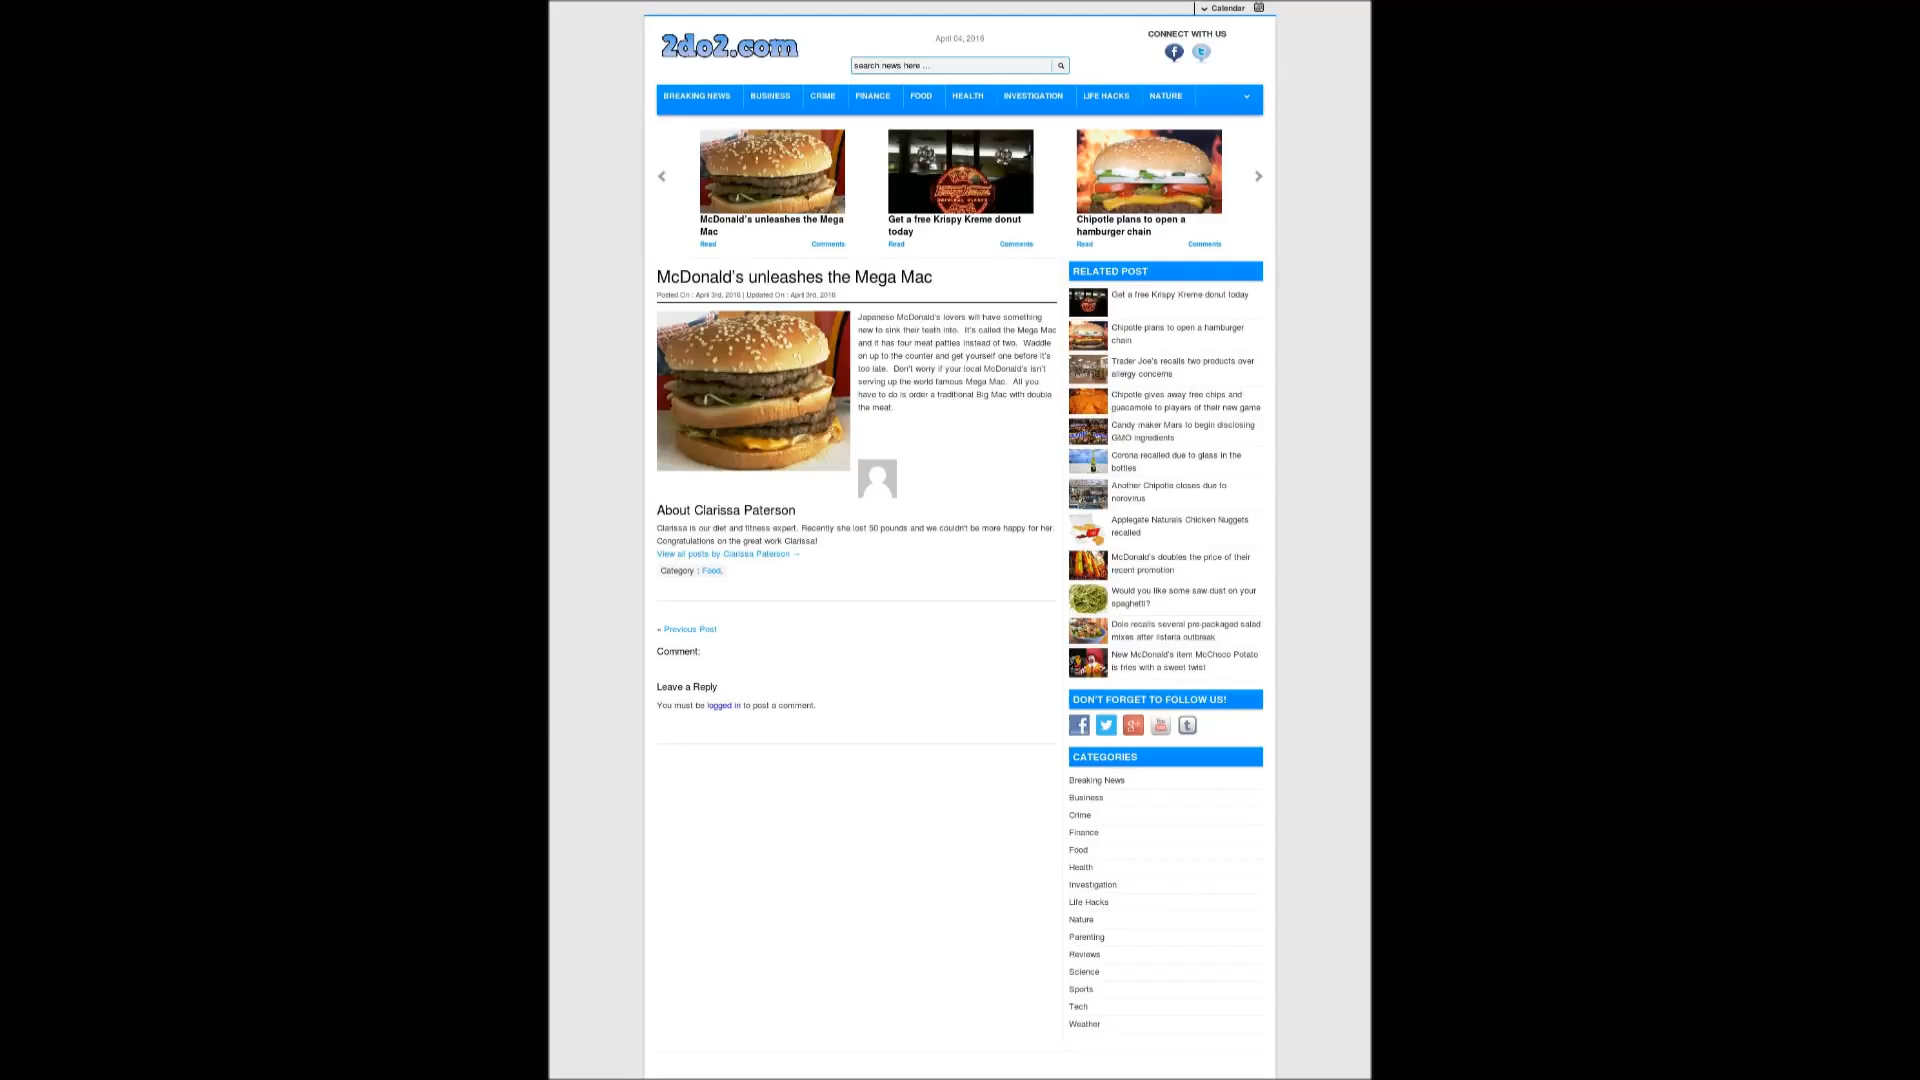 Calendar
2do2.com
April 04, 2016
CONNECT WITH US
search news here ...
BREAKING NEWS BUSINESS CRIME FINANCE FOOD HEALTH INVESTIGATION LIFE HACKS NATURE
McDonald's unleashes the Mega
Mac
Read Comments
Get a free Krispy Kreme donut
today
Read Comments
Chipotle plans to open a
hamburger chain
Read Comments
McDonald's unleashes the Mega Mac
Posted On : April 3rd, 2016 | Updated On : April 3rd, 2016
Japanese McDonald's lovers will have something
new to sink their teeth into. It's called the Mega Mac
and it has four meat patties instead of two. Waddle
on up to the counter and get yourself one before it's
too late. Don't worry if your local McDonald's isn't
serving up the world famous Mega Mac. All you
have to do is order a traditional Big Mac with double
the meat.
About Clarissa Paterson
Clarissa is our diet and fitness expert. Recently she lost 50 pounds and we couldn't be more happy for her.
Congratulations on the great work Clarissa!
View all posts by Clarissa Paterson →
Category : Food.
« Previous Post
Comment:
Leave a Reply
You must be logged in to post a comment.
RELATED POST
Get a free Krispy Kreme donut today
Chipotle plans to open a hamburger
chain
Trader Joe's recalls two products over
allergy concerns
Chipotle gives away free chips and
guacamole to players of their new game
Candy maker Mars to begin disclosing
GMO ingredients
Corona recalled due to glass in the
bottles
Another Chipotle closes due to
norovirus
Applegate Naturals Chicken Nuggets
recalled
McDonald's doubles the price of their
recent promotion
Would you like some saw dust on your
spaghetti?
Dole recalls several pre-packaged salad
mixes after listeria outbreak
New McDonald's item McChoco Potato
is fries with a sweet twist
DON'T FORGET TO FOLLOW US!
CATEGORIES
Breaking News
Business
Crime
Finance
Food
Health
Investigation
Life Hacks
Nature
Parenting
Reviews
Science
Sports
Tech
Weather